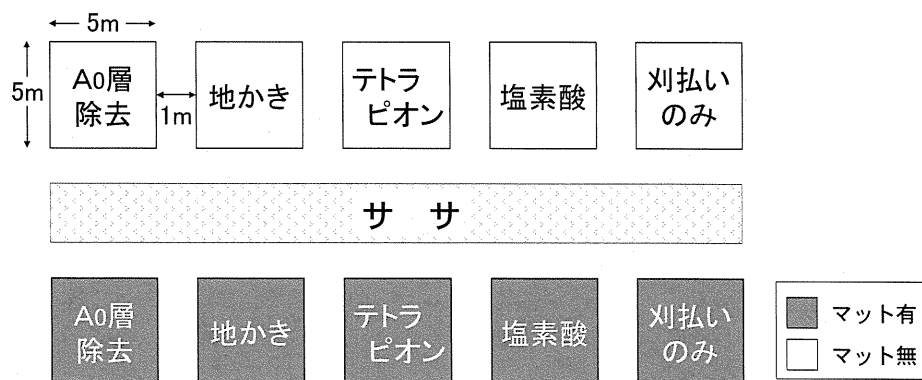 5m
5m
A0層
除去
1m
地かき
テトラ
ピオン
塩素酸
刈払い
のみ
ササ
A0層
除去
地かき
テトラ
ピオン
塩素酸
刈払い
のみ
マット有
マット無